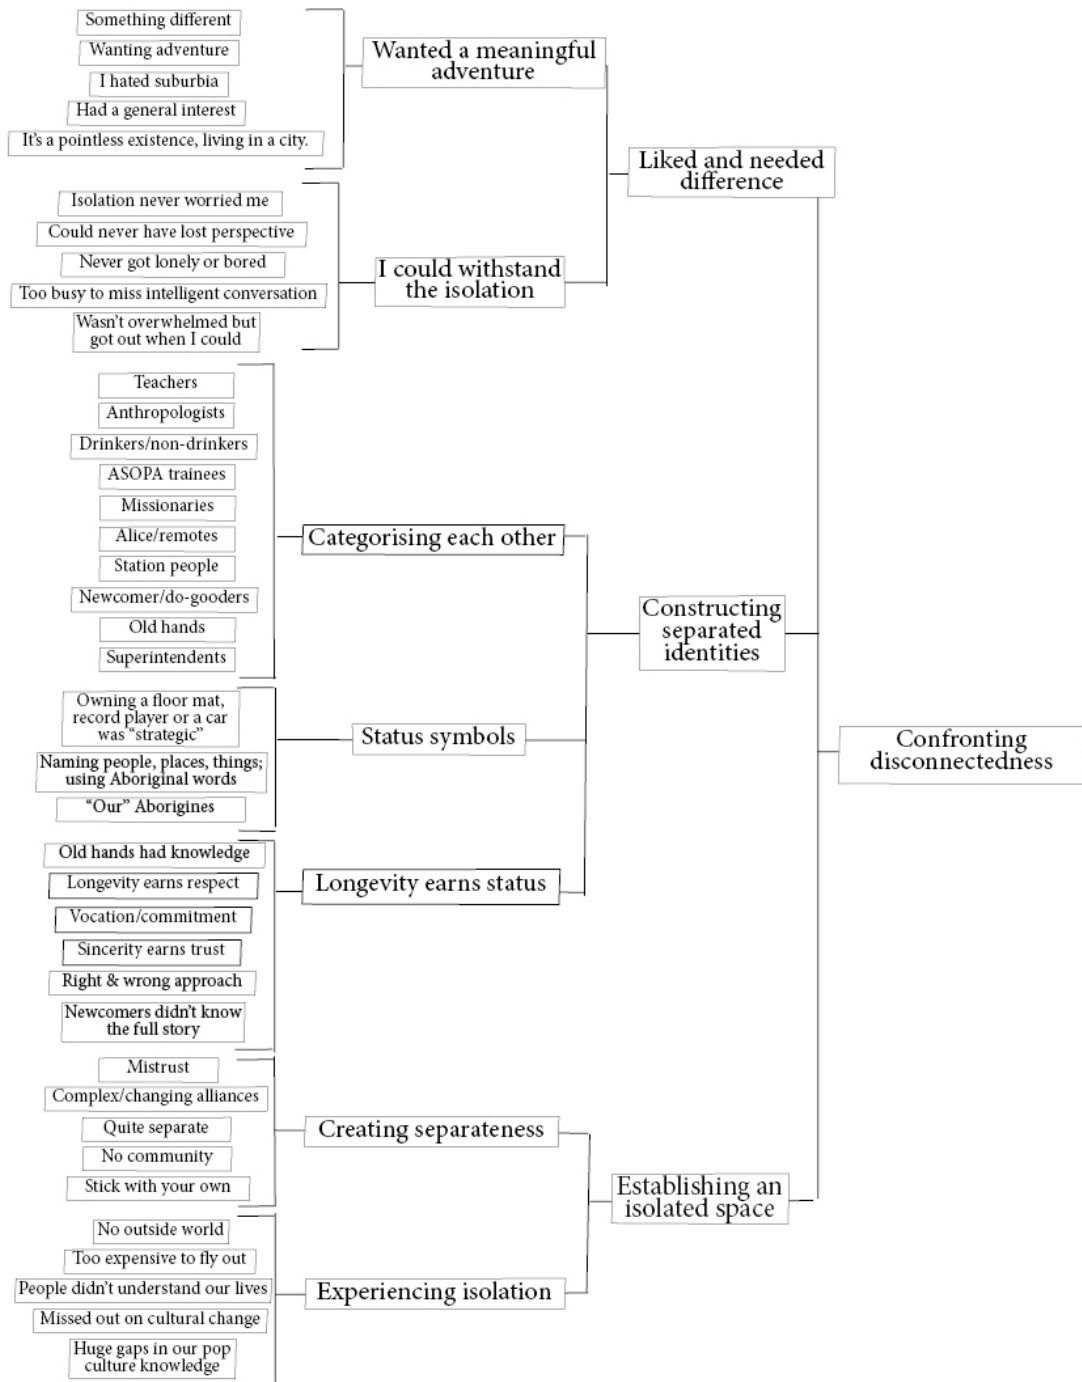 Something different
Wanting adventure
I hated suburbia
Had a general interest
It's a pointless existence, living in a city.
Wanted a meaningful
adventure
Isolation never worried me
Could never have lost perspective
Never got lonely or bored
Too busy to miss intelligent conversation
Wasn't overwhelmed but
got out when I could
I could withstand
the isolation
Liked and needed
difference
Teachers
Anthropologists
Drinkers/non-drinkers
ASOPA trainees
Missionaries
Alice/remotes
Station people
Newcomer/do-gooders
Old hands
Superintendents
Categorising each other
Owning a floor mat,
record player or a car
was “strategic”
Naming people, places, things;
using Aboriginal words
“Our” Aborigines
Status symbols
Old hands had knowledge
Longevity earns respect
Vocation/commitment
Sincerity earns trust
Right & wrong approach
Newcomers didn't know
the full story
Longevity earns status
Constructing
separated
identities
Mistrust
Complex/changing alliances
Quite separate
No community
Stick with your own
Creating separateness
No outside world
Too expensive to fly out
People didn't understand our lives
Missed out on cultural change
Huge gaps in our pop
culture knowledge
Experiencing isolation
Establishing an
isolated space
Confronting
disconnectedness